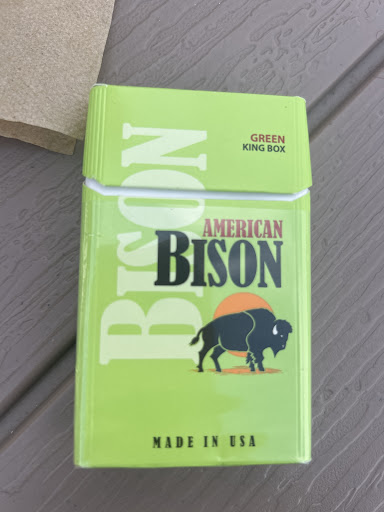 GREEN
KING BOX
BISON
AMERICAN
BISON
MADE IN USA